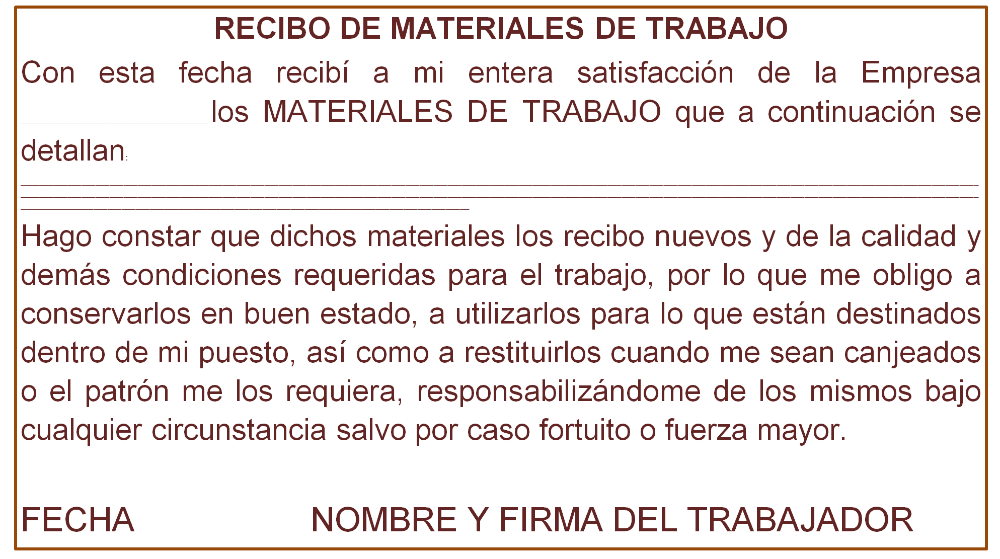 RECIBO DE MATERIALES DE TRABAJO
Con esta fecha recibí a mi entera satisfacción de la Empresa
____________________los MATERIALES DE TRABAJO que a continuación se
detallan:
Hago constar que dichos materiales los recibo nuevos y de la calidad y
demás condiciones requeridas para el trabajo, por lo que me obligo a
conservarlos en buen estado, a utilizarlos para lo que están destinados
dentro de mi puesto, así como a restituirlos cuando me sean canjeados
o el patrón me los requiera, responsabilizándome de los mismos bajo
cualquier circunstancia salvo por caso fortuito o fuerza mayor.
FECHA NOMBRE Y FIRMA DEL TRABAJADOR